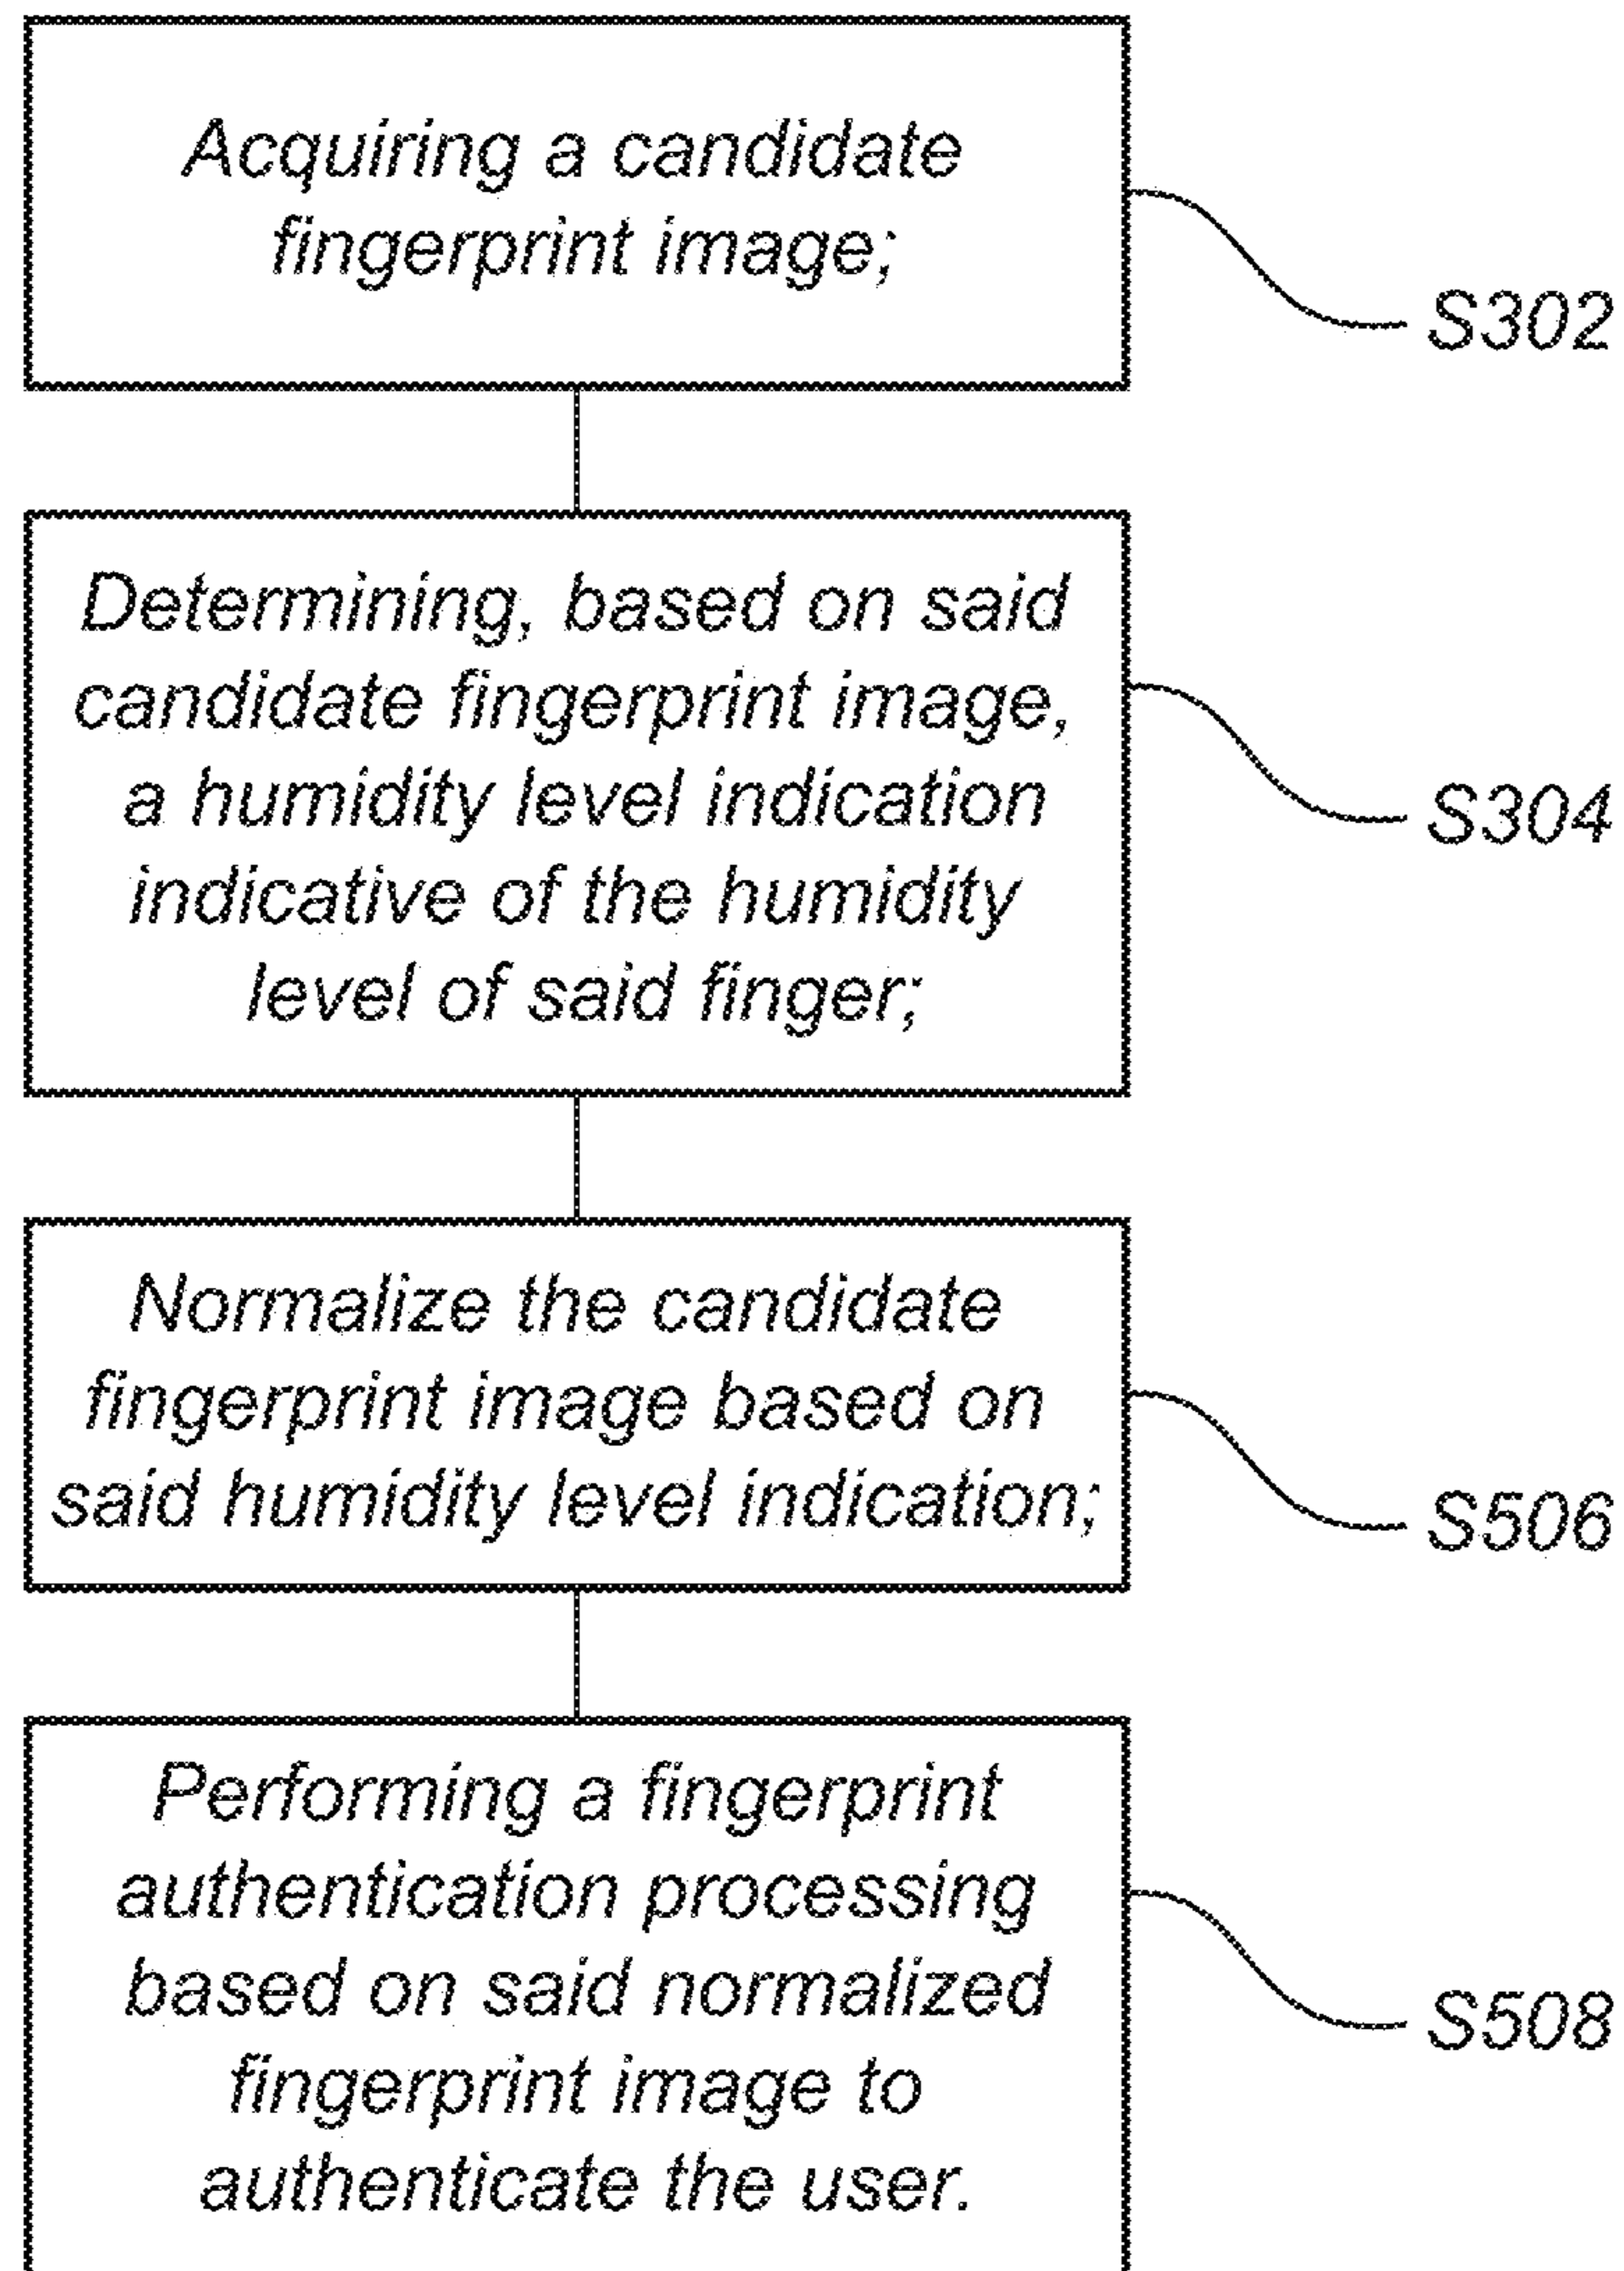 Acquiring a candidate
fingerprint image;
S302
Determining, based on said
candidate fingerprint image,
a humidity level indication
indicative of the humidity
level of said finger;
S304
Normalize the candidate
fingerprint image based on
said humidity level indication;
S506
Performing a fingerprint
authentication processing
based on said normalized
fingerprint image to
authenticate the user.
S508